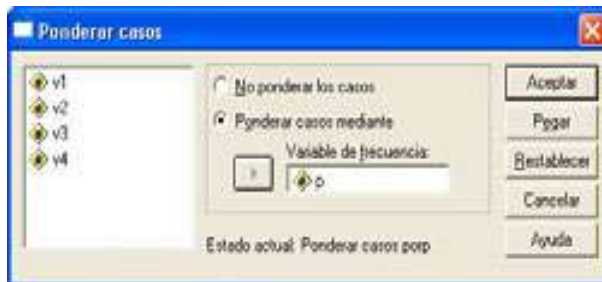 Ponderar casos
v1
v2
v3
v4
No ponderar los casos
Ponderar casos mediante
Variable de frecuencia:
p
Estado actual: Ponderar casos porp
Aceptar
Pegar
Restablecer
Cancelar
Ayuda